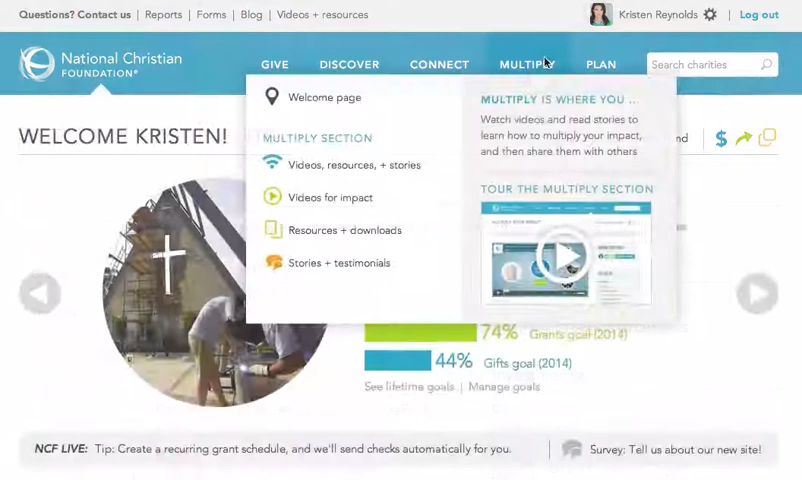 Questions? Contact us | Reports | Forms | Blog | Videos + resources
Kristen Reynolds | Log out
National Christian
FOUNDATION®
GIVE DISCOVER CONNECT MULTIPLY PLAN
Search charities
WELCOME KRISTEN!
Welcome page
MULTIPLY SECTION
Videos, resources, + stories
Videos for impact
Resources + downloads
Stories + testimonials
MULTIPLY IS WHERE YOU ...
Watch videos and read stories to
learn how to multiply your impact,
and then share them with others
TOUR THE MULTIPLY SECTION
nd | $
74% Grants goal (2014)
44% Gifts goal (2014)
See lifetime goals | Manage goals
NCF LIVE: Tip: Create a recurring grant schedule, and we'll send checks automatically for you.
Survey: Tell us about our new site!